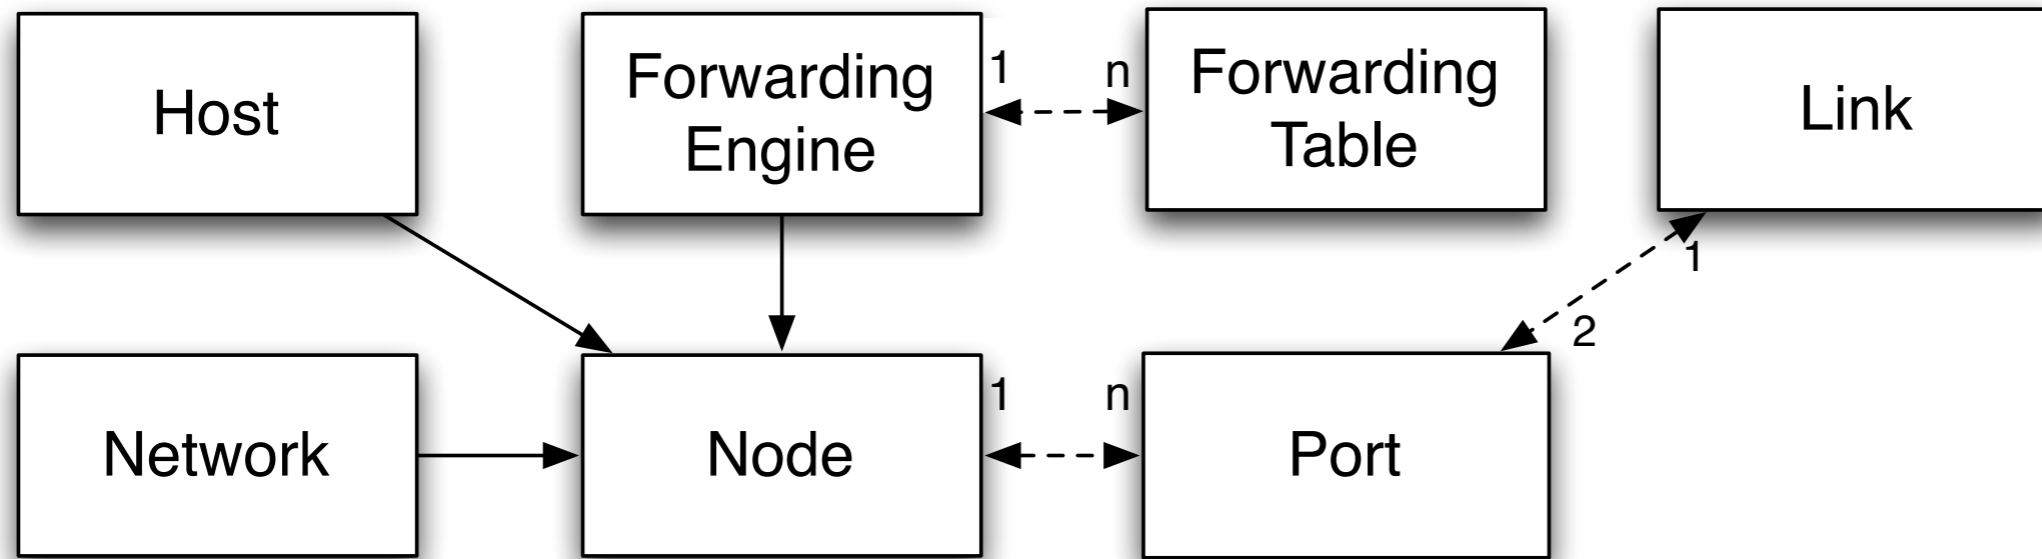 Host
Forwarding
Engine
1
n
Forwarding
Table
Link
1
2
Network
Node
1
n
Port